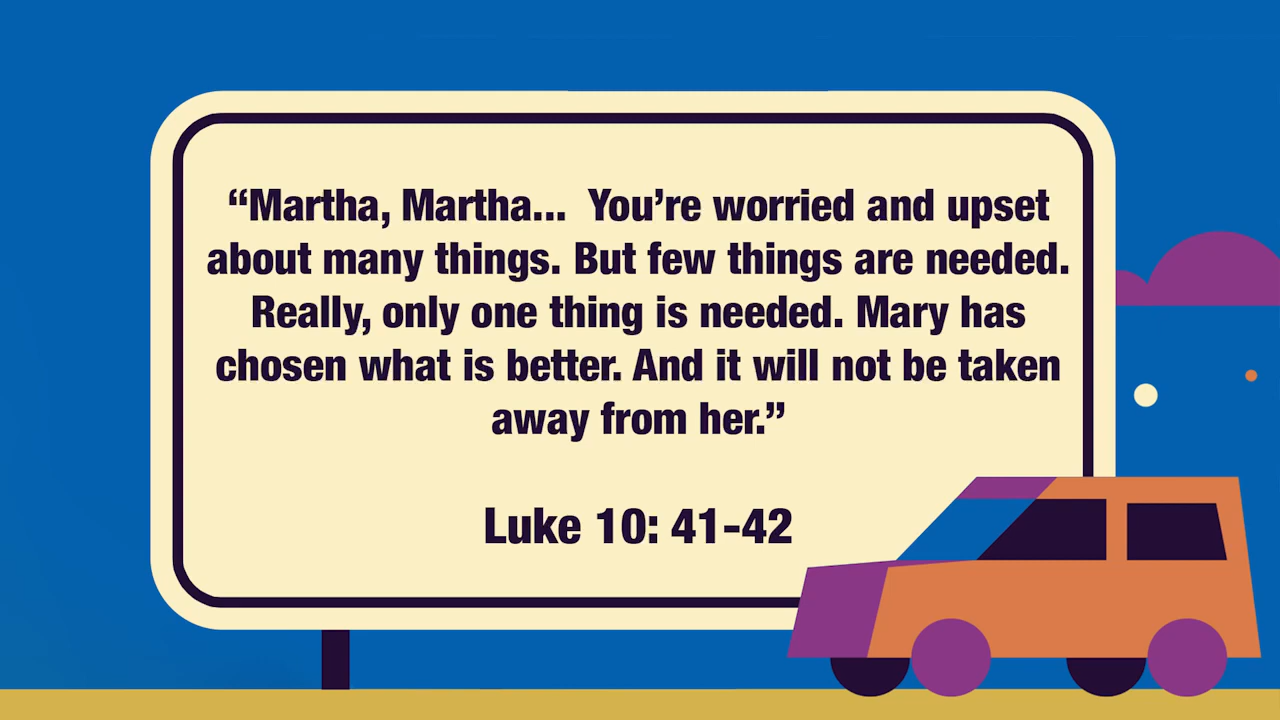 “Martha, Martha...  You’re worried and upset
about many things. But few things are needed.
Really, only one thing is needed. Mary has
chosen what is better. And it will not be taken
away from her.”
Luke 10: 41-42